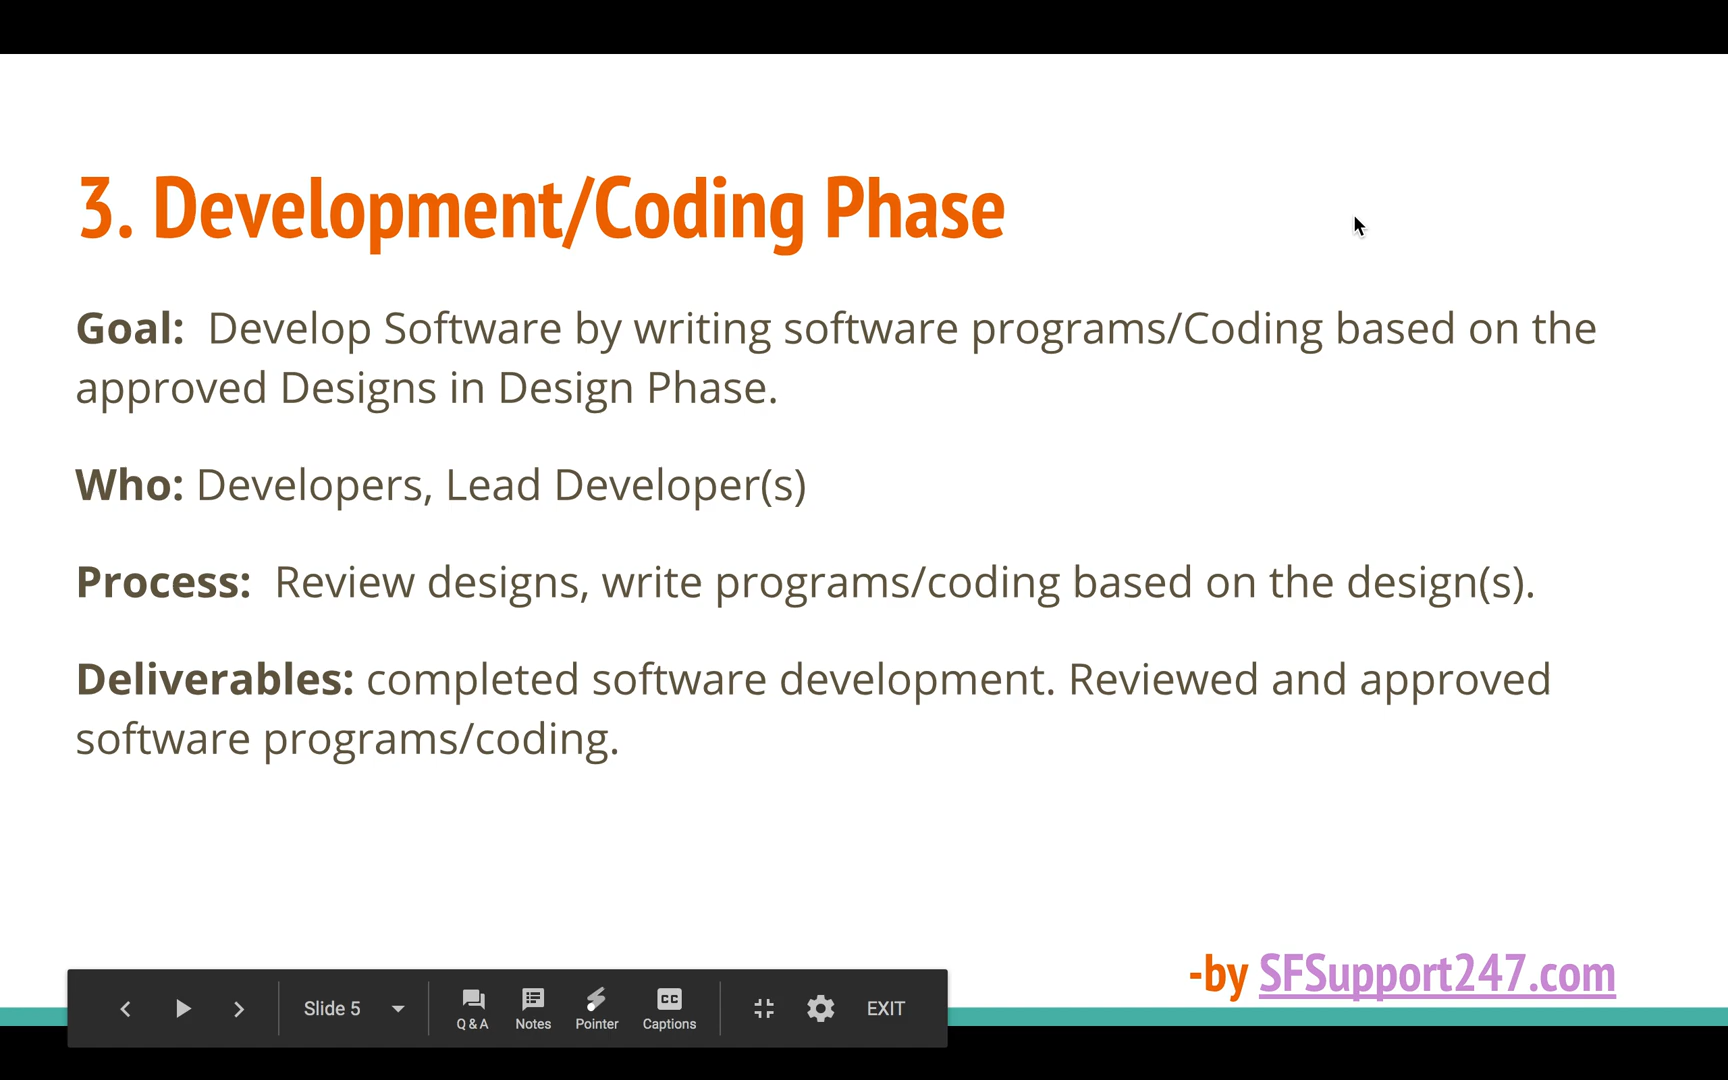 3. Development/Coding Phase
Goal: Develop Software by writing software programs/Coding based on the
approved Designs in Design Phase.
Who: Developers, Lead Developer(s)
Process: Review designs, write programs/coding based on the design(s).
Deliverables: completed software development. Reviewed and approved
software programs/coding.
-by SFSupport247.com
Slide 5
Q & A
Notes
Pointer
CC
Captions
EXIT